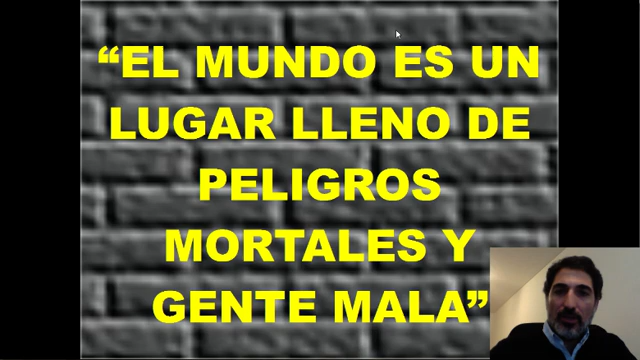 “EL MUNDO ES UN
LUGAR LLENO DE
PELIGROS
MORTALES Y
GENTE MALA”